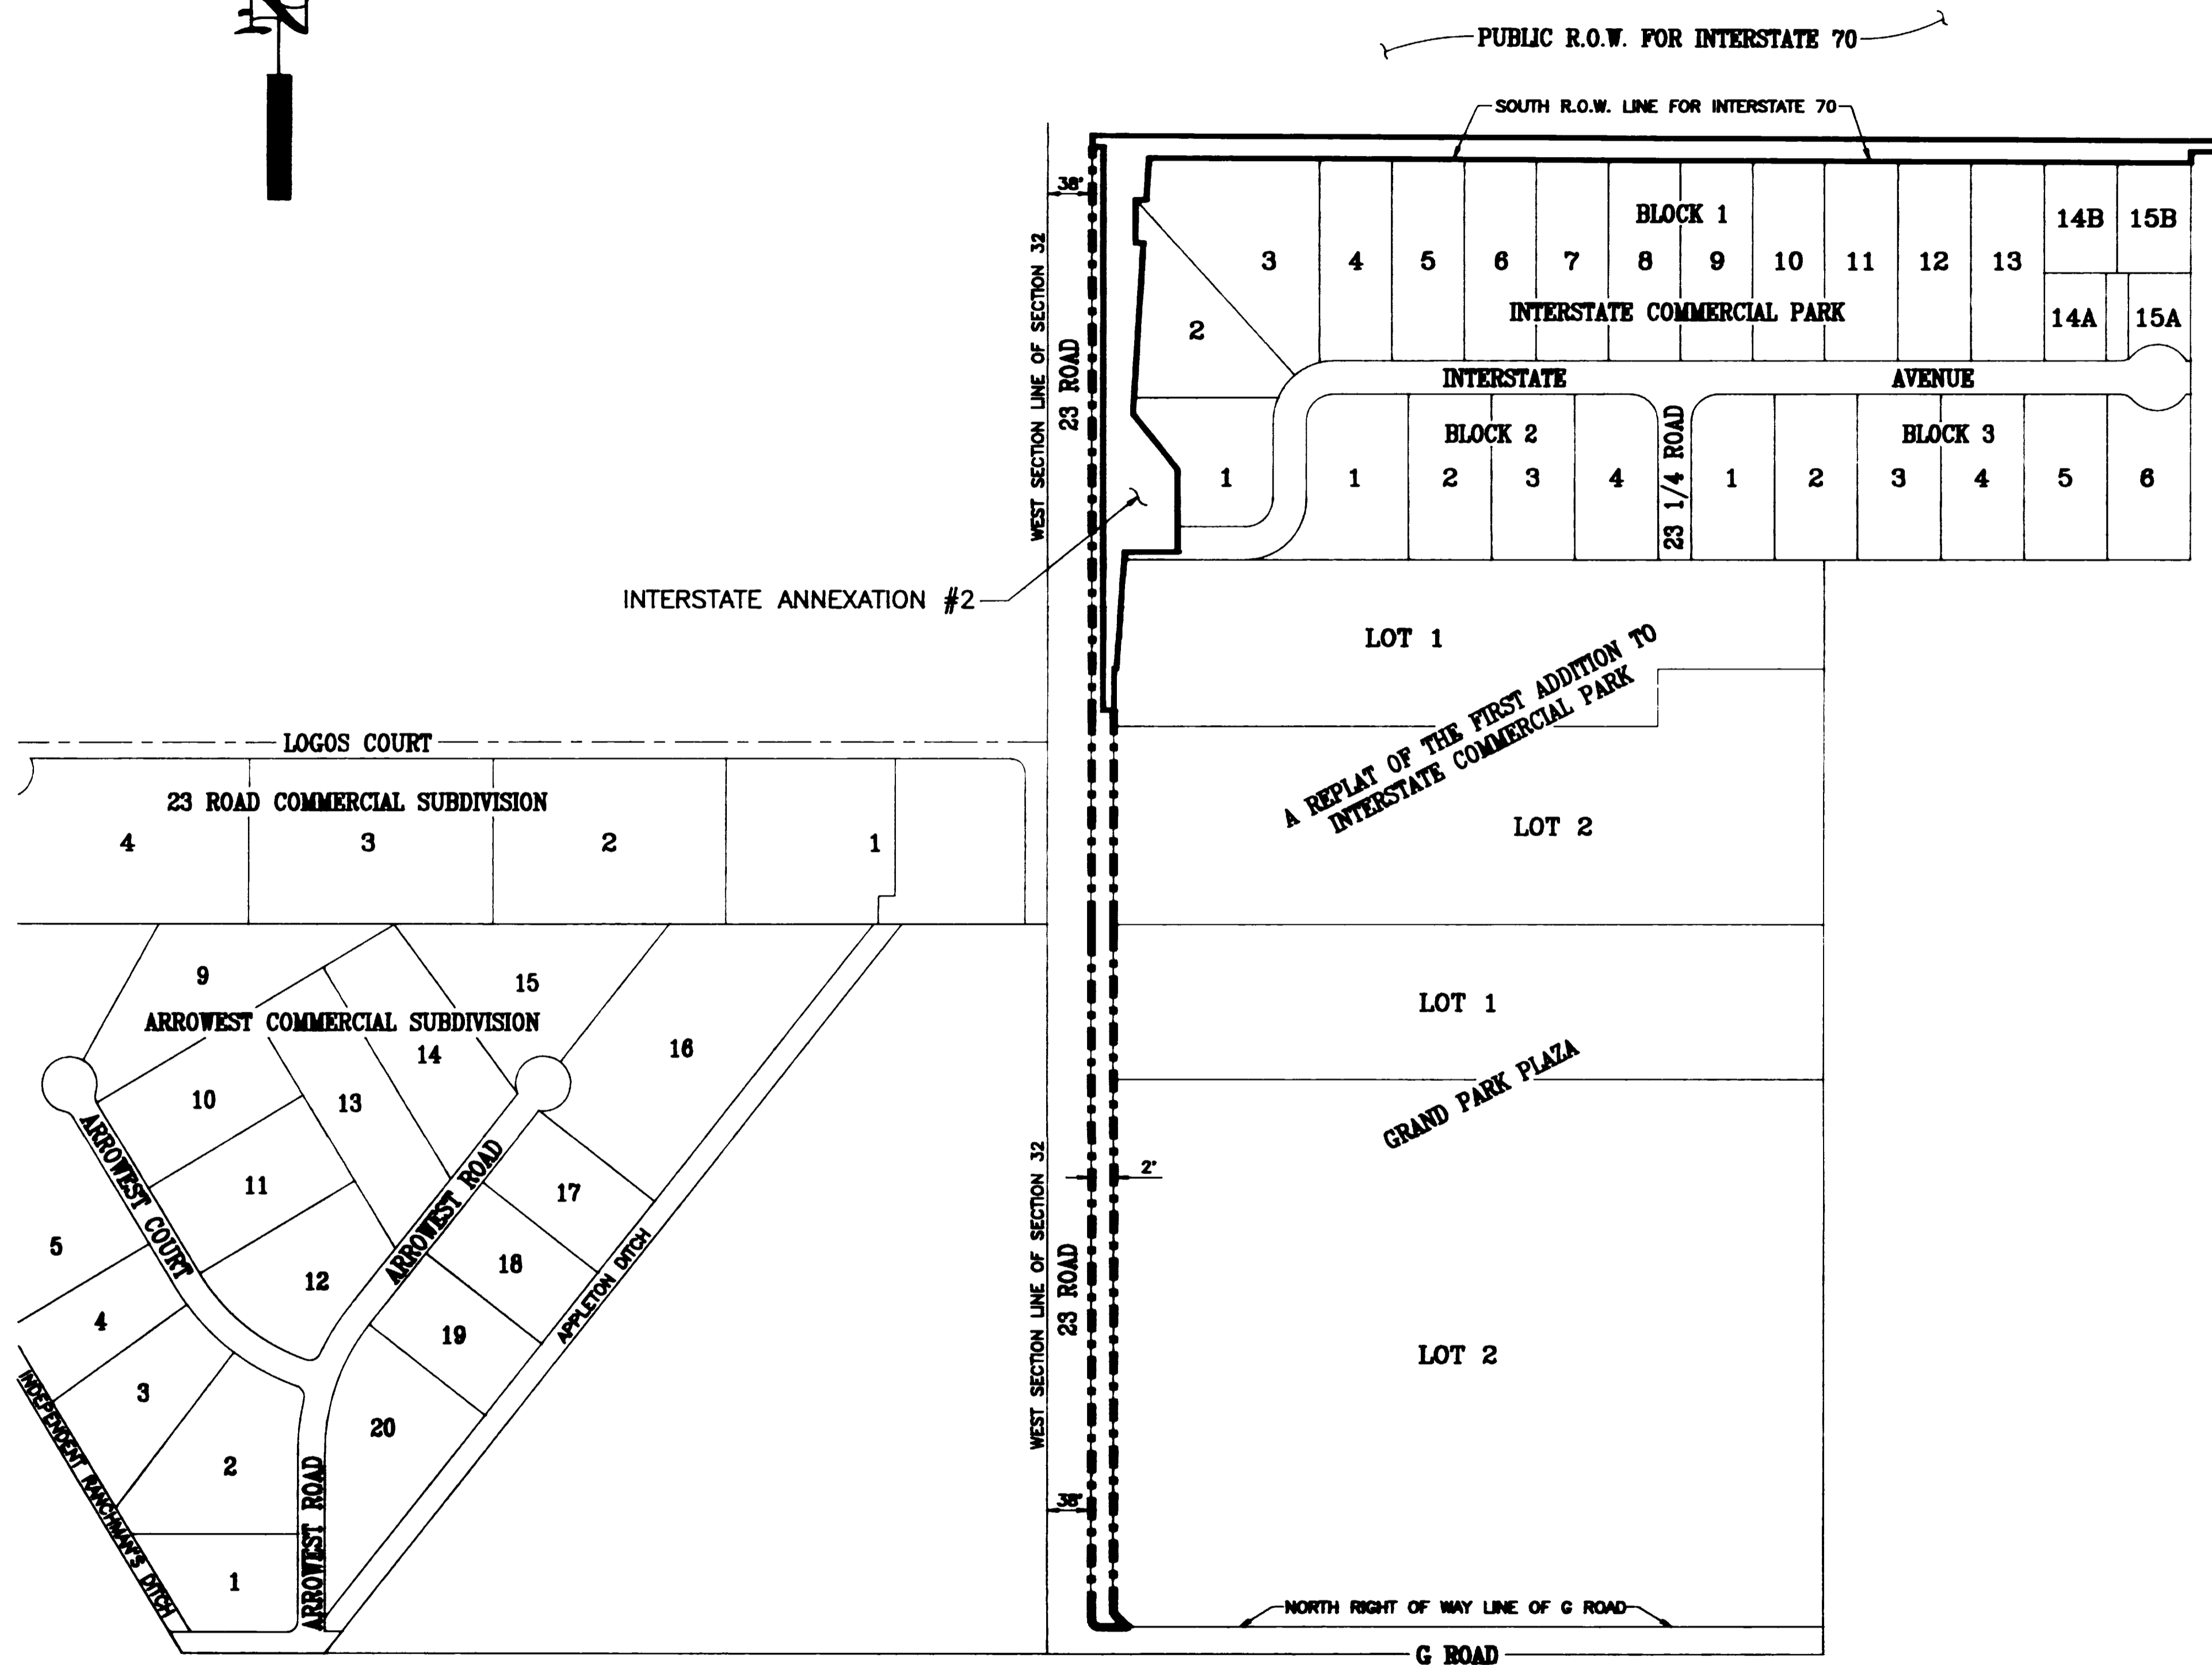 PUBLIC R.O.W. FOR INTERSTATE 70
SOUTH R.O.W. LINE FOR INTERSTATE 70
38'
WEST SECTION LINE OF SECTION 32
23 ROAD
BLOCK 1
14B
15B
3
4
5
6
7
8
9
10
11
12
13
INTERSTATE COMMERCIAL PARK
14A
15A
2
INTERSTATE
AVENUE
BLOCK 2
23 1/4 ROAD
BLOCK 3
1
1
2
3
4
1
2
3
4
5
6
INTERSTATE ANNEXATION #2
LOT 1
A REPLAT OF THE FIRST ADDITION TO
INTERSTATE COMMERCIAL PARK
LOT 2
LOGOS COURT
23 ROAD COMMERCIAL SUBDIVISION
4
3
2
1
9
15
ARROWEST COMMERCIAL SUBDIVISION
14
16
10
13
11
17
ARROWEST COURT
ARROWEST ROAD
5
18
12
APPLETON DITCH
4
19
3
20
2
INDEPENDENT RANCHMAN'S DITCH
ARROWEST ROAD
1
LOT 1
GRAND PARK PLAZA
2'
WEST SECTION LINE OF SECTION 32
23 ROAD
LOT 2
38'
NORTH RIGHT OF WAY LINE OF G ROAD
G ROAD